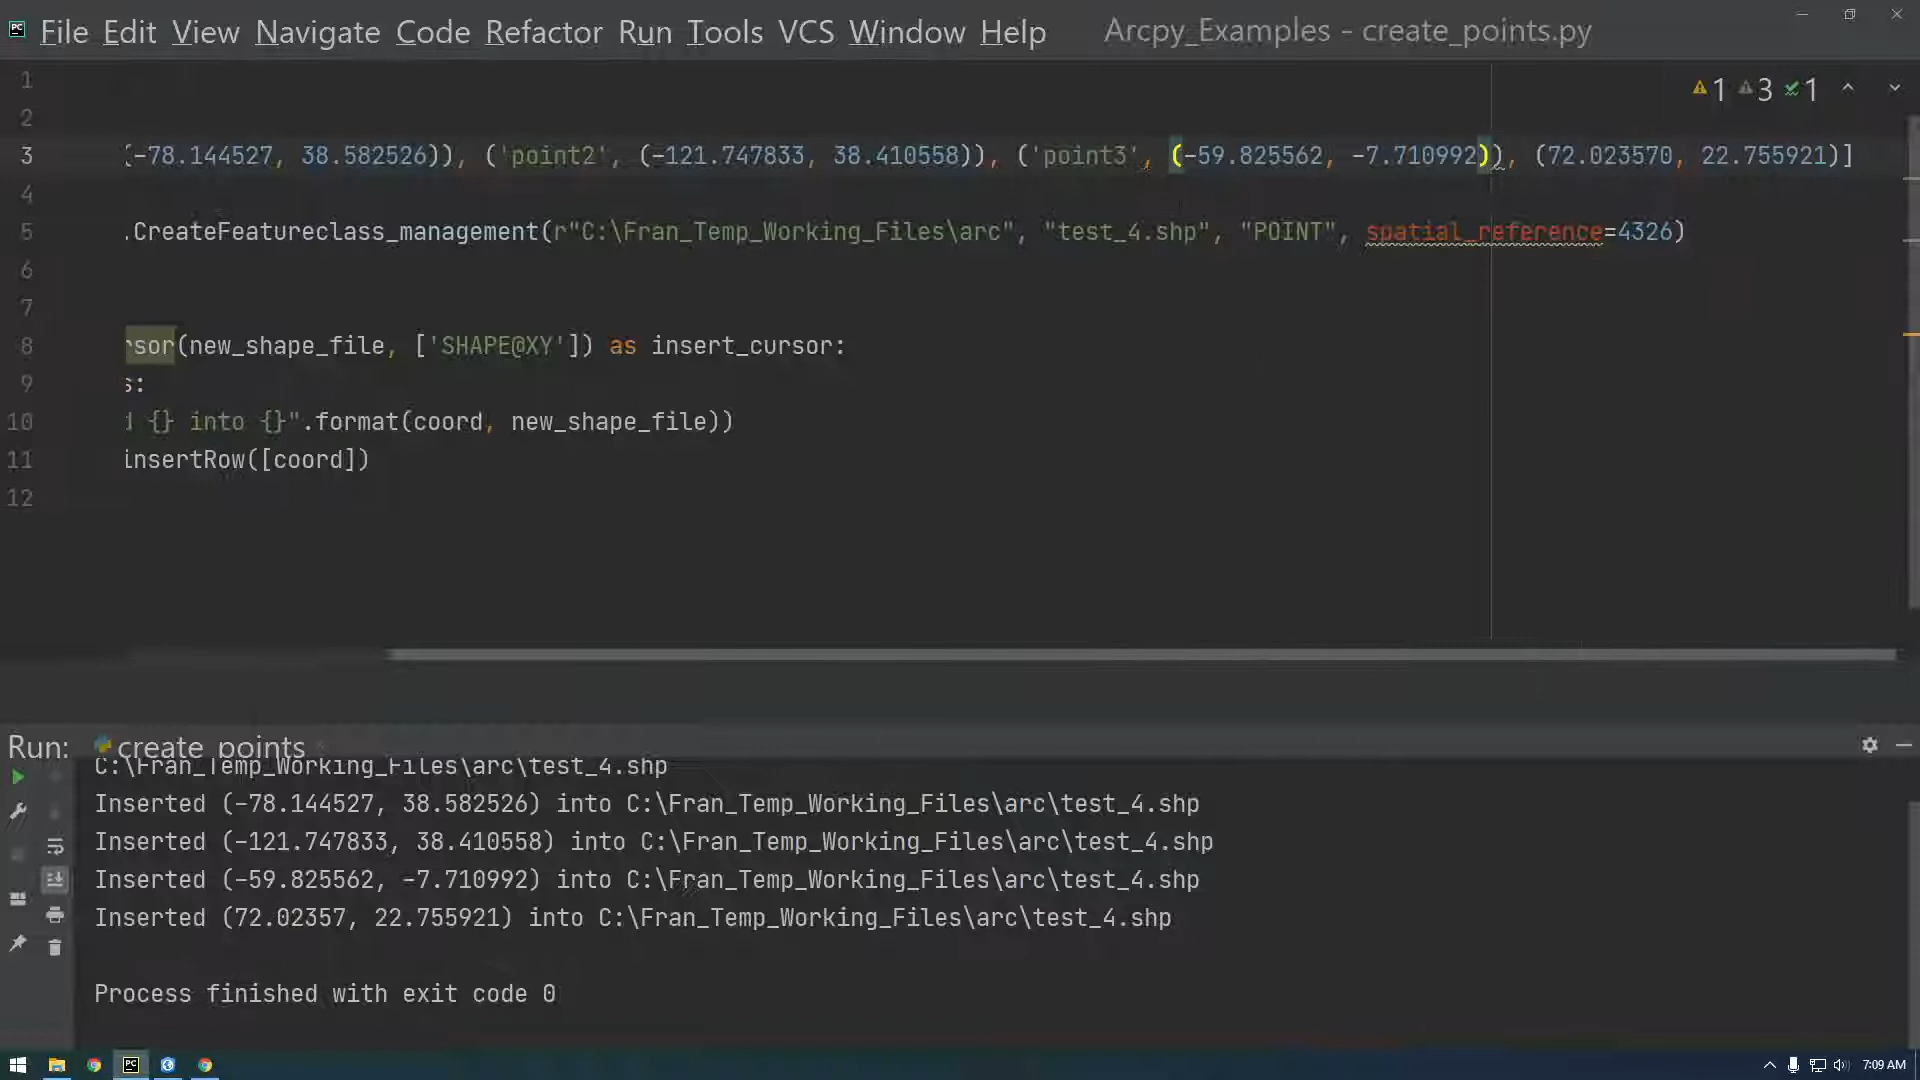 File Edit View Navigate Code Refactor Run Tools VCS Window Help Arcpy_Examples - create_points.py
1
2
3 (-78.144527, 38.582526)), ('point2', (-121.747833, 38.410558)), ('point3', (-59.825562, -7.710992)), (72.023570, 22.755921)]
1 3 1
4
5 .CreateFeatureclass_management(r"C:\Fran_Temp_Working_Files\arc", "test_4.shp", "POINT", spatial_reference=4326)
6
7
8 rsor(new_shape_file, ['SHAPE@XY']) as insert_cursor:
9 s:
10 d {} into {}".format(coord, new_shape_file))
11 insertRow([coord])
12
Run: create_points
C:\Fran_Temp_Working_Files\arc\test_4.shp
Inserted (-78.144527, 38.582526) into C:\Fran_Temp_Working_Files\arc\test_4.shp
Inserted (-121.747833, 38.410558) into C:\Fran_Temp_Working_Files\arc\test_4.shp
Inserted (-59.825562, -7.710992) into C:\Fran_Temp_Working_Files\arc\test_4.shp
Inserted (72.02357, 22.755921) into C:\Fran_Temp_Working_Files\arc\test_4.shp
Process finished with exit code 0
7:09 AM